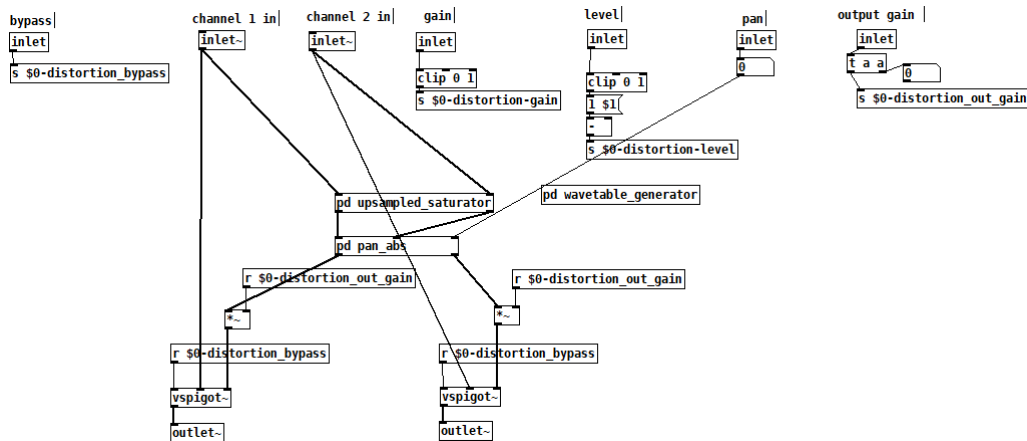 bypass
channel 1 in
channel 2 in
gain
level
pan
output gain
inlet
inlet~
inlet~
inlet
inlet
inlet
inlet
s $0-distortion_bypass
clip 0 1
s $0-distortion-gain
clip 0 1
1 $1
-
s $0-distortion-level
0
t a a
0
s $0-distortion_out_gain
pd upsampled_saturator
pd wavetable_generator
pd pan_abs
r $0-distortion_out_gain
r $0-distortion_out_gain
*~
*~
r $0-distortion_bypass
r $0-distortion_bypass
vspigot~
vspigot~
outlet~
outlet~